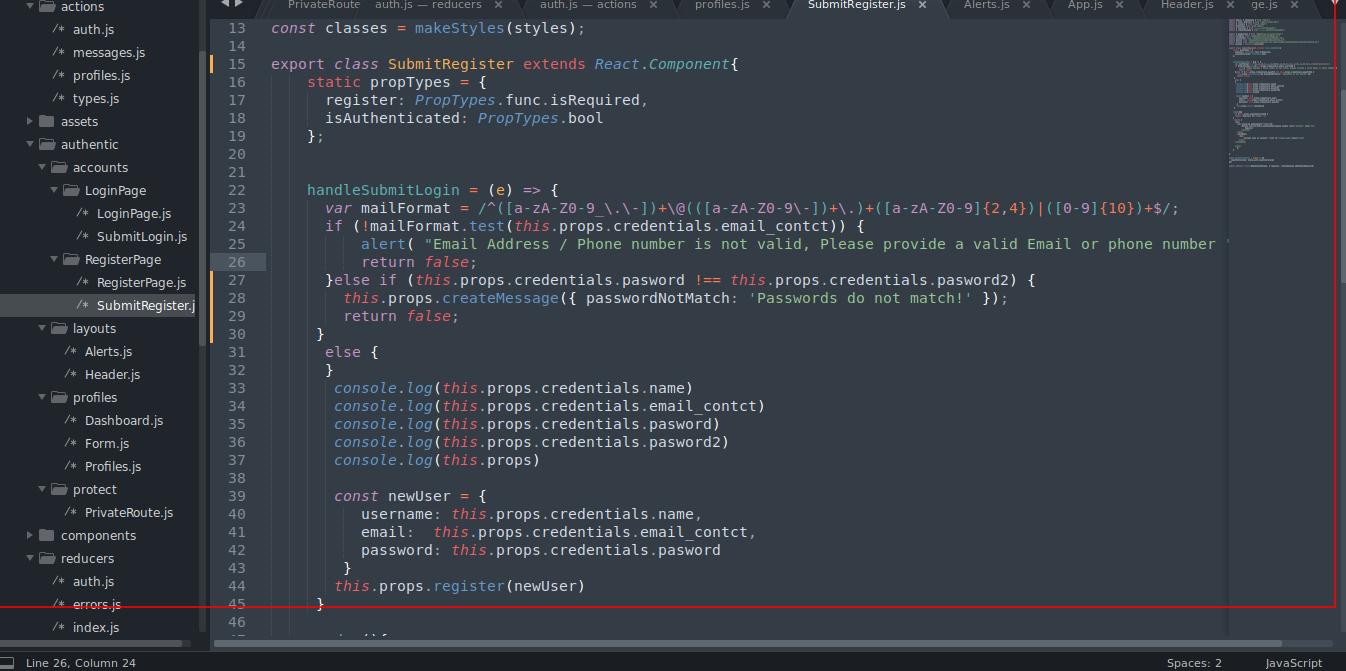 actions
auth.js
messages.js
profiles.js
types.js
assets
authentic
accounts
LoginPage
LoginPage.js
SubmitLogin.js
RegisterPage
RegisterPage.js
SubmitRegister.j
layouts
Alerts.js
Header.js
profiles
Dashboard.js
Form.js
Profiles.js
protect
PrivateRoute.js
components
reducers
auth.js
errors.js
index.js
PrivateRoute auth.js — reducers × auth.js — actions × profiles.js × SubmitRegister.js × Alerts.js × App.js × Header.js × ge.js ×
13 const classes = makeStyles(styles);
14
15 export class SubmitRegister extends React.Component{
16 static propTypes = {
17 register: PropTypes.func.isRequired,
18 isAuthenticated: PropTypes.bool
19 };
20
21
22 handleSubmitLogin = (e) => {
23 var mailFormat = /^([a-zA-Z0-9_\.\-])+\@(([a-zA-Z0-9\-])+\.)+([a-zA-Z0-9]{2,4})|([0-9]{10})+$/;
24 if (!mailFormat.test(this.props.credentials.email_contct)) {
25 alert( "Email Address / Phone number is not valid, Please provide a valid Email or phone number "
26 return false;
27 }else if (this.props.credentials.pasword !== this.props.credentials.pasword2) {
28 this.props.createMessage({ passwordNotMatch: 'Passwords do not match!' });
29 return false;
30 }
31 else {
32 }
33 console.log(this.props.credentials.name)
34 console.log(this.props.credentials.email_contct)
35 console.log(this.props.credentials.pasword)
36 console.log(this.props.credentials.pasword2)
37 console.log(this.props)
38
39 const newUser = {
40 username: this.props.credentials.name,
41 email: this.props.credentials.email_contct,
42 password: this.props.credentials.pasword
43 }
44 this.props.register(newUser)
45 }
46
Line 26, Column 24 Spaces: 2 JavaScript